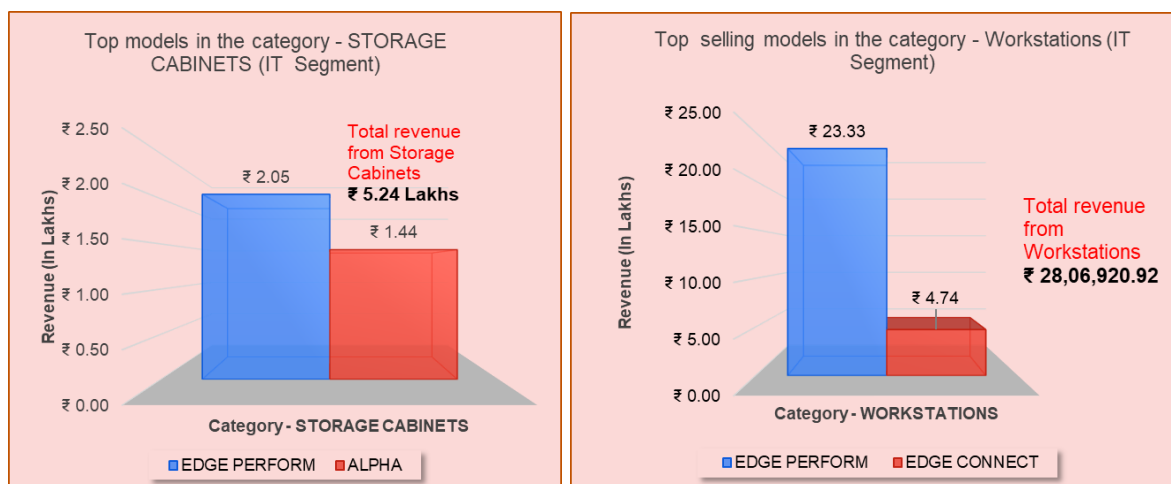 Top models in the category - STORAGE
CABINETS (IT Segment)
Total revenue
from Storage
Cabinets
₹ 5.24 Lakhs
Revenue (In Lakhs)
₹ 2.50
₹ 2.00
₹ 1.50
₹ 1.00
₹ 0.50
₹ 0.00
₹ 2.05
₹ 1.44
Category - STORAGE CABINETS
EDGE PERFORM ALPHA
Top selling models in the category - Workstations (IT
Segment)
Total revenue
from
Workstations
₹ 28,06,920.92
Revenue (In Lakhs)
₹ 25.00
₹ 20.00
₹ 15.00
₹ 10.00
₹ 5.00
₹ 0.00
₹ 23.33
₹ 4.74
Category - WORKSTATIONS
EDGE PERFORM EDGE CONNECT